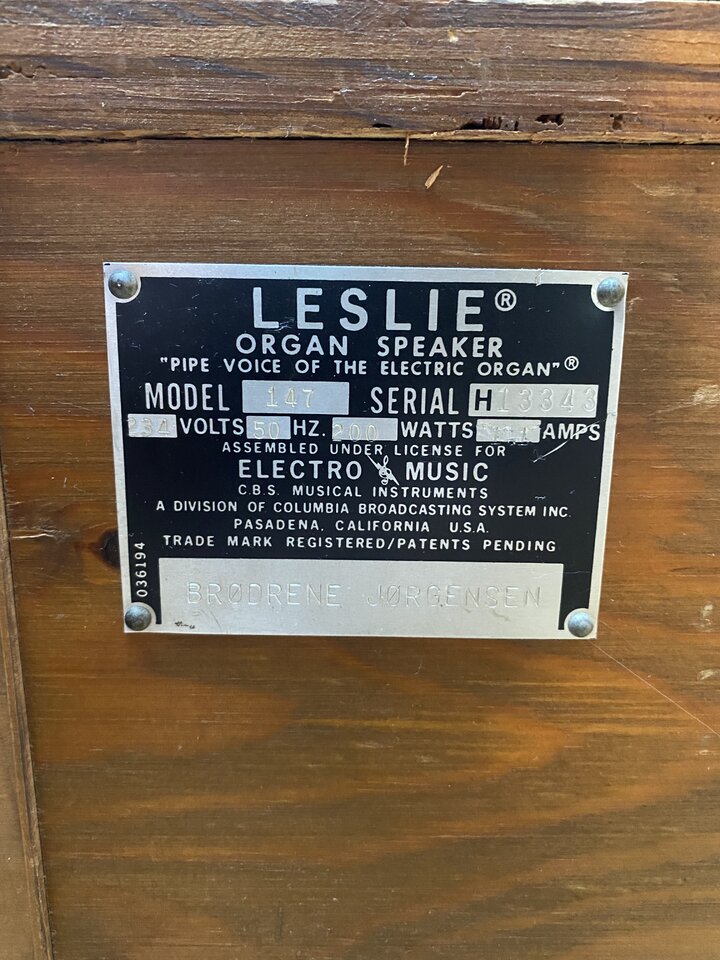 LESLIE®
ORGAN SPEAKER
"PIPE VOICE OF THE ELECTRIC ORGAN"®
MODEL 147 SERIAL H13343
234 VOLTS 50 HZ. 200 WATTS AMPS
ASSEMBLED UNDER LICENSE FOR
ELECTRO MUSIC
C.B.S. MUSICAL INSTRUMENTS
A DIVISION OF COLUMBIA BROADCASTING SYSTEM INC.
PASADENA, CALIFORNIA U.S.A.
TRADE MARK REGISTERED/PATENTS PENDING
036194
BRØDRENE JØRGENSEN